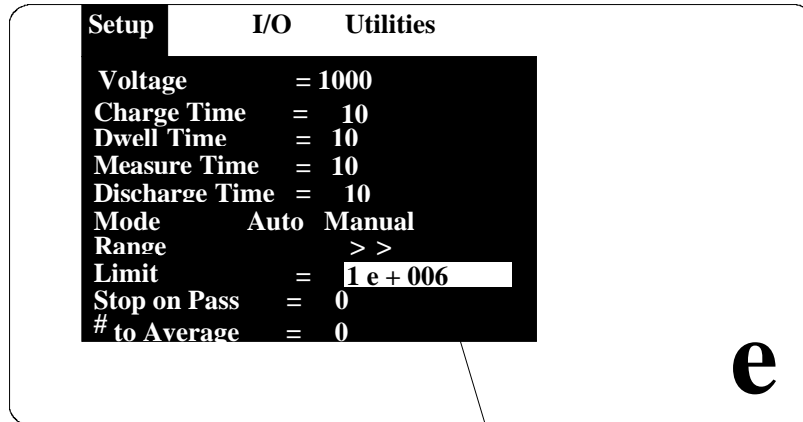 Setup I/O Utilities
Voltage = 1000
Charge Time = 10
Dwell Time = 10
Measure Time = 10
Discharge Time = 10
Mode Auto Manual
Range > >
Limit = 1 e + 006
Stop on Pass = 0
# to Average = 0
e